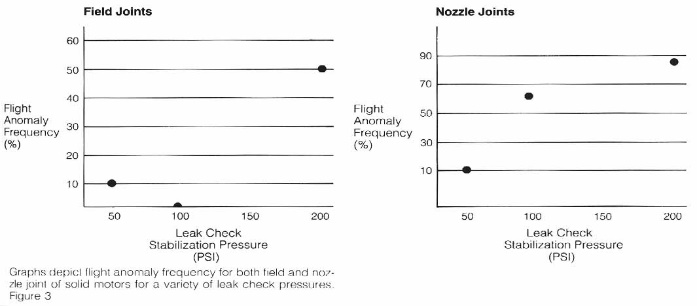 Field Joints
60
50
40
30
20
10
Flight
Anomaly
Frequency
(%)
50 100 150 200
Leak Check
Stabilization Pressure
(PSI)
Nozzle Joints
90
70
50
30
10
Flight
Anomaly
Frequency
(%)
50 100 150 200
Leak Check
Stabilization Pressure
(PSI)
Graphs depict flight anomaly frequency for both field and noz-
zle joint of solid motors for a variety of leak check pressures.
Figure 3